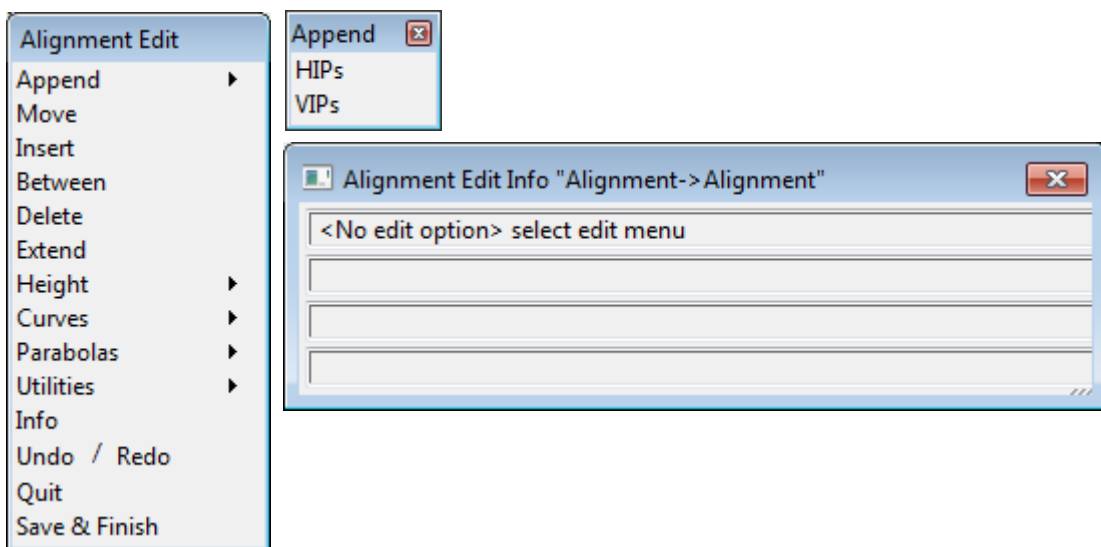 Alignment Edit
Append
Move
Insert
Between
Delete
Extend
Height
Curves
Parabolas
Utilities
Info
Undo / Redo
Quit
Save & Finish
Append
HIPs
VIPs
Alignment Edit Info "Alignment->Alignment"
<No edit option> select edit menu